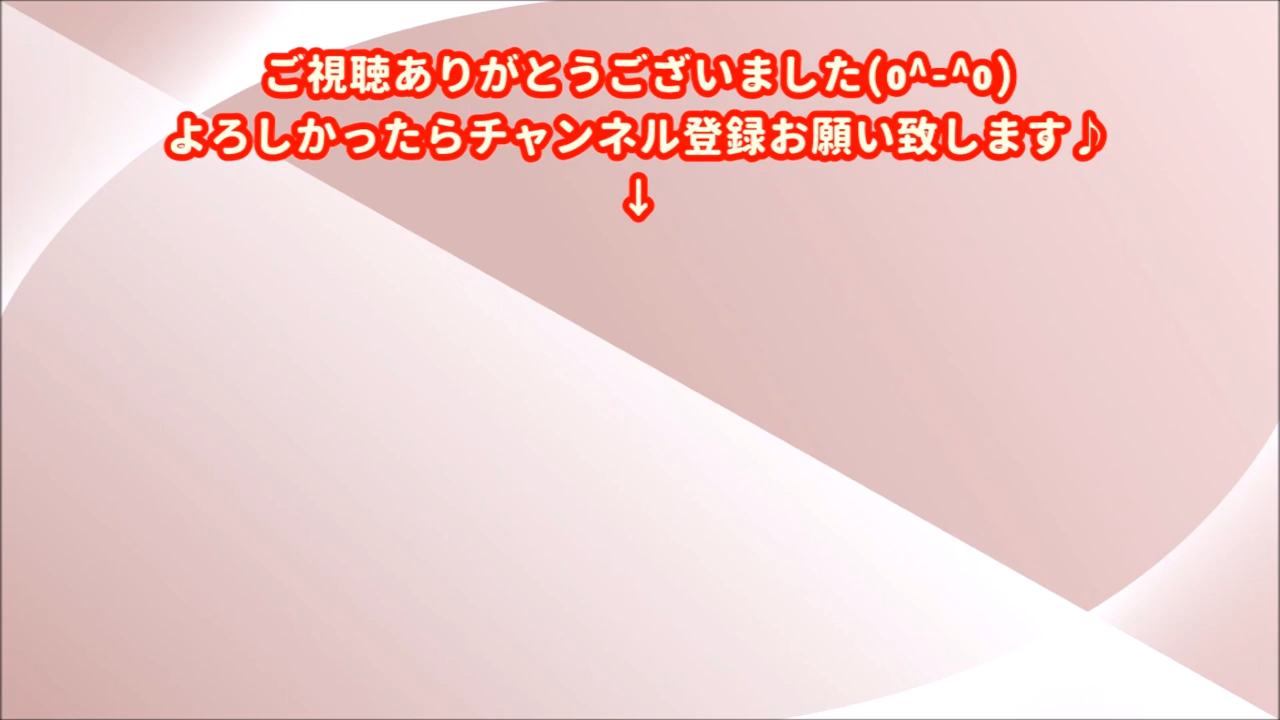 ご視聴ありがとうございました(o^-^o)
よろしかったらチャンネル登録お願い致します♪
↓